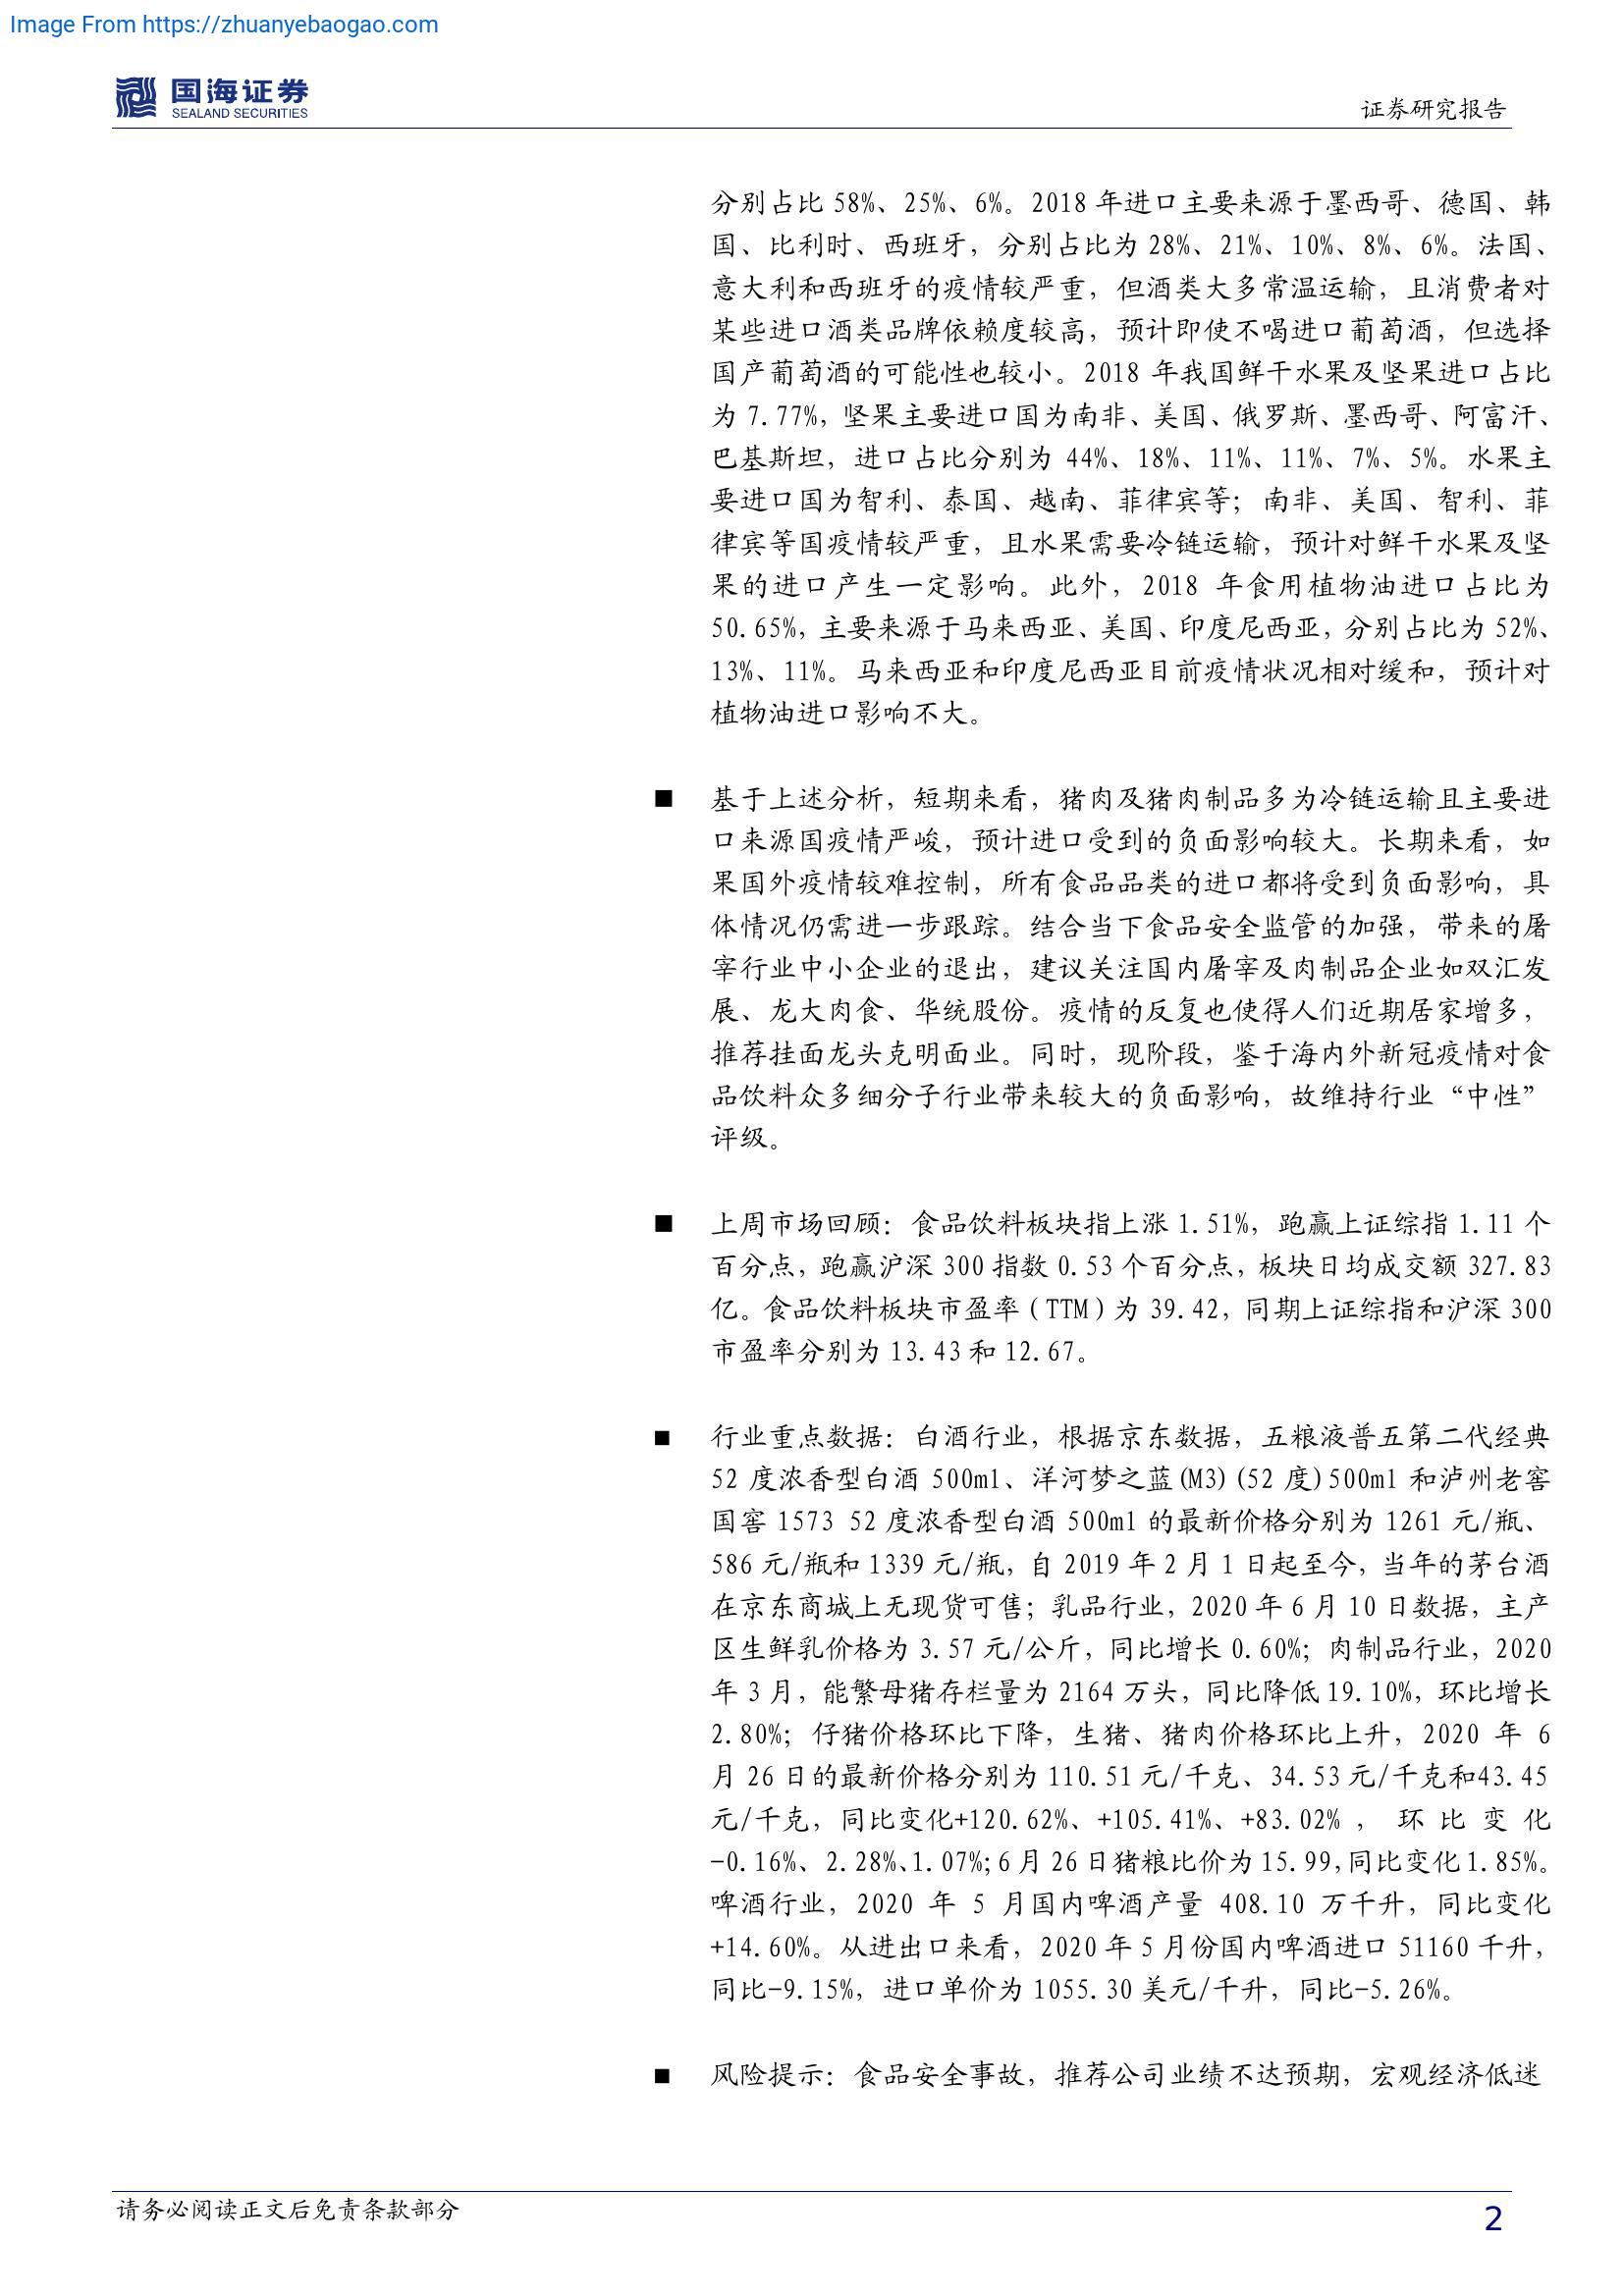 Image From https://zhuanyebaogao.com
国海证券
SEALAND SECURITIES
证券研究报告
分别占比 58%、25%、6%。2018 年进口主要来源于墨西哥、德国、韩
国、比利时、西班牙，分别占比为 28%、21%、10%、8%、6%。法国、
意大利和西班牙的疫情较严重，但酒类大多常温运输，且消费者对
某些进口酒类品牌依赖度较高，预计即使不喝进口葡萄酒，但选择
国产葡萄酒的可能性也较小。2018 年我国鲜干水果及坚果进口占比
为 7.77%，坚果主要进口国为南非、美国、俄罗斯、墨西哥、阿富汗、
巴基斯坦，进口占比分别为 44%、18%、11%、11%、7%、5%。水果主
要进口国为智利、泰国、越南、菲律宾等；南非、美国、智利、菲
律宾等国疫情较严重，且水果需要冷链运输，预计对鲜干水果及坚
果的进口产生一定影响。此外，2018 年食用植物油进口占比为
50.65%，主要来源于马来西亚、美国、印度尼西亚，分别占比为 52%、
13%、11%。马来西亚和印度尼西亚目前疫情状况相对缓和，预计对
植物油进口影响不大。
■ 基于上述分析，短期来看，猪肉及猪肉制品多为冷链运输且主要进
口来源国疫情严峻，预计进口受到的负面影响较大。长期来看，如
果国外疫情较难控制，所有食品品类的进口都将受到负面影响，具
体情况仍需进一步跟踪。结合当下食品安全监管的加强，带来的屠
宰行业中小企业的退出，建议关注国内屠宰及肉制品企业如双汇发
展、龙大肉食、华统股份。疫情的反复也使得人们近期居家增多，
推荐挂面龙头克明面业。同时，现阶段，鉴于海内外新冠疫情对食
品饮料众多细分子行业带来较大的负面影响，故维持行业“中性”
评级。
■ 上周市场回顾：食品饮料板块指上涨 1.51%，跑赢上证综指 1.11 个
百分点，跑赢沪深 300 指数 0.53 个百分点，板块日均成交额 327.83
亿。食品饮料板块市盈率（TTM）为 39.42，同期上证综指和沪深 300
市盈率分别为 13.43 和 12.67。
■ 行业重点数据：白酒行业，根据京东数据，五粮液普五第二代经典
52 度浓香型白酒 500ml、洋河梦之蓝(M3)(52 度)500ml 和泸州老窖
国窖 1573 52 度浓香型白酒 500ml 的最新价格分别为 1261 元/瓶、
586 元/瓶和 1339 元/瓶，自 2019 年 2 月 1 日起至今，当年的茅台酒
在京东商城上无现货可售；乳品行业，2020 年 6 月 10 日数据，主产
区生鲜乳价格为 3.57 元/公斤，同比增长 0.60%；肉制品行业，2020
年 3 月，能繁母猪存栏量为 2164 万头，同比降低 19.10%，环比增长
2.80%；仔猪价格环比下降，生猪、猪肉价格环比上升，2020 年 6
月 26 日的最新价格分别为 110.51 元/千克、34.53 元/千克和43.45
元/千克，同比变化+120.62%、+105.41%、+83.02%，环比变化
-0.16%、2.28%、1.07%;6 月 26 日猪粮比价为 15.99,同比变化 1.85%。
啤酒行业，2020 年 5 月国内啤酒产量 408.10 万千升，同比变化
+14.60%。从进出口来看，2020 年 5 月份国内啤酒进口 51160 千升，
同比-9.15%，进口单价为 1055.30 美元/千升，同比-5.26%。
■ 风险提示：食品安全事故，推荐公司业绩不达预期，宏观经济低迷
请务必阅读正文后免责条款部分
2